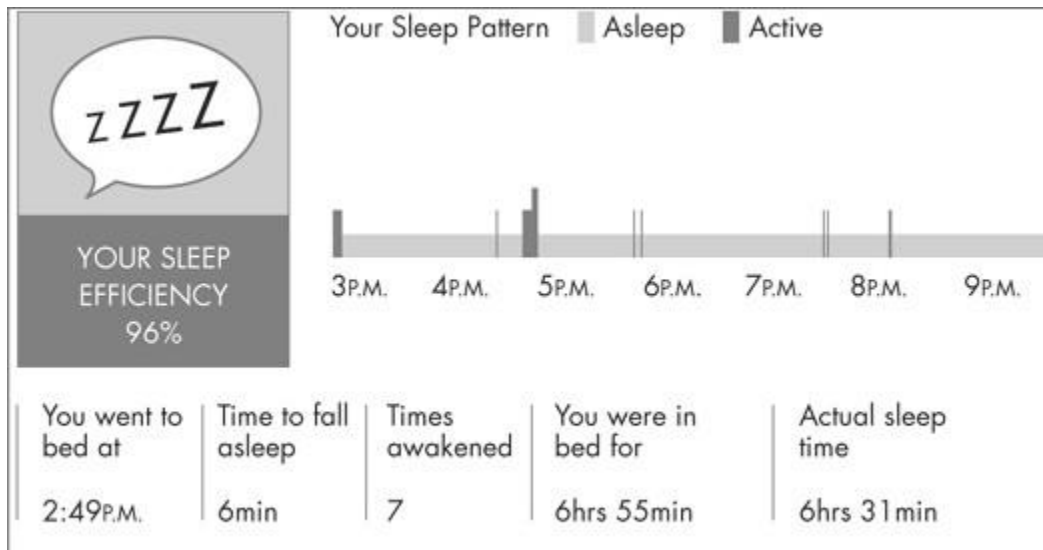 Your Sleep Pattern Asleep Active
zZZZ
YOUR SLEEP
EFFICIENCY
96%
3P.M. 4P.M. 5P.M. 6P.M. 7P.M. 8P.M. 9P.M.
You went to
bed at
2:49P.M.
Time to fall
asleep
6min
Times
awakened
7
You were in
bed for
6hrs 55min
Actual sleep
time
6hrs 31min